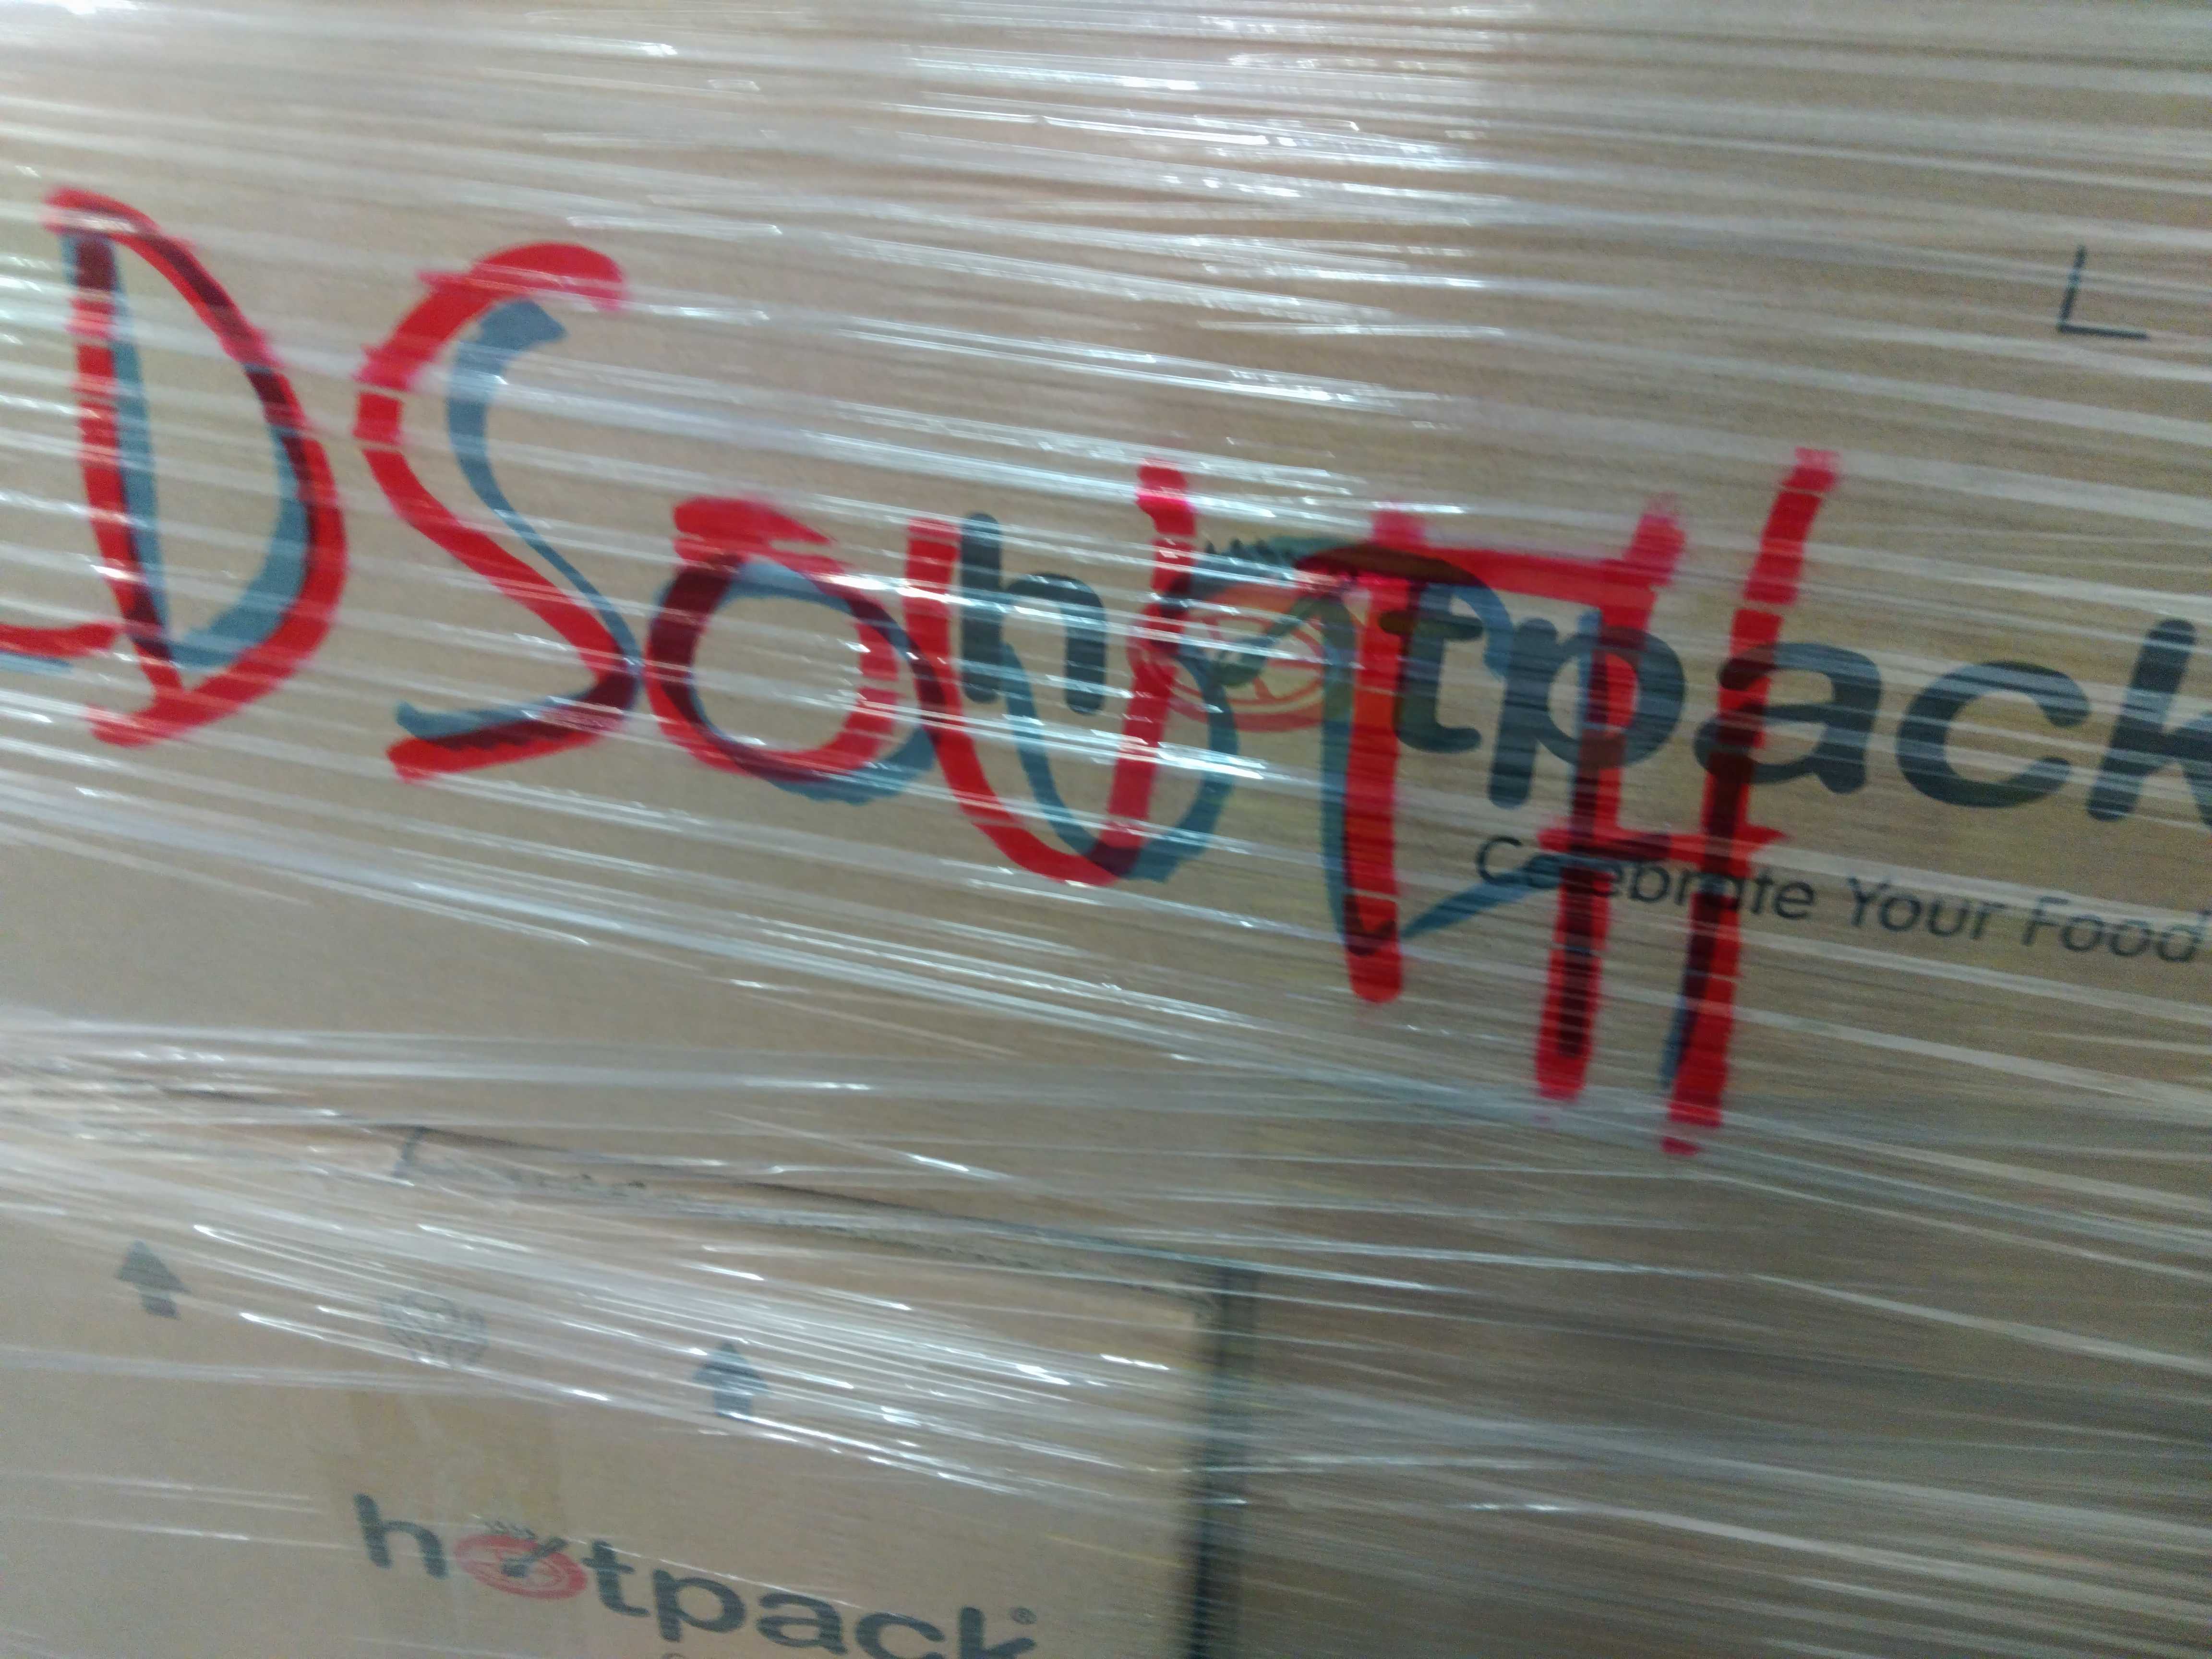 D SOUTH
hotpack
Celebrate Your Food
hotpack®